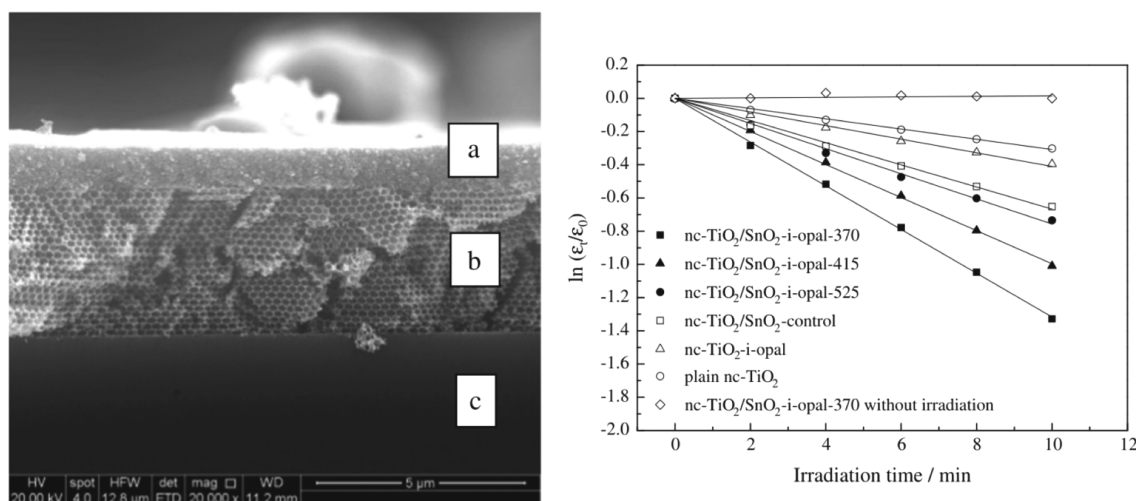 a
b
c
HV spot HFW det mag □ WD
20.00 kV 4.0 12.8 µm ETD 20 000 x 11.2 mm
5 µm
ln (ε_t/ε_0)
0.2
0.0
-0.2
-0.4
-0.6
-0.8
-1.0
-1.2
-1.4
-1.6
-1.8
-2.0
nc-TiO₂/SnO₂-i-opal-370
nc-TiO₂/SnO₂-i-opal-415
nc-TiO₂/SnO₂-i-opal-525
nc-TiO₂/SnO₂-control
nc-TiO₂-i-opal
plain nc-TiO₂
nc-TiO₂/SnO₂-i-opal-370 without irradiation
0 2 4 6 8 10 12
Irradiation time / min